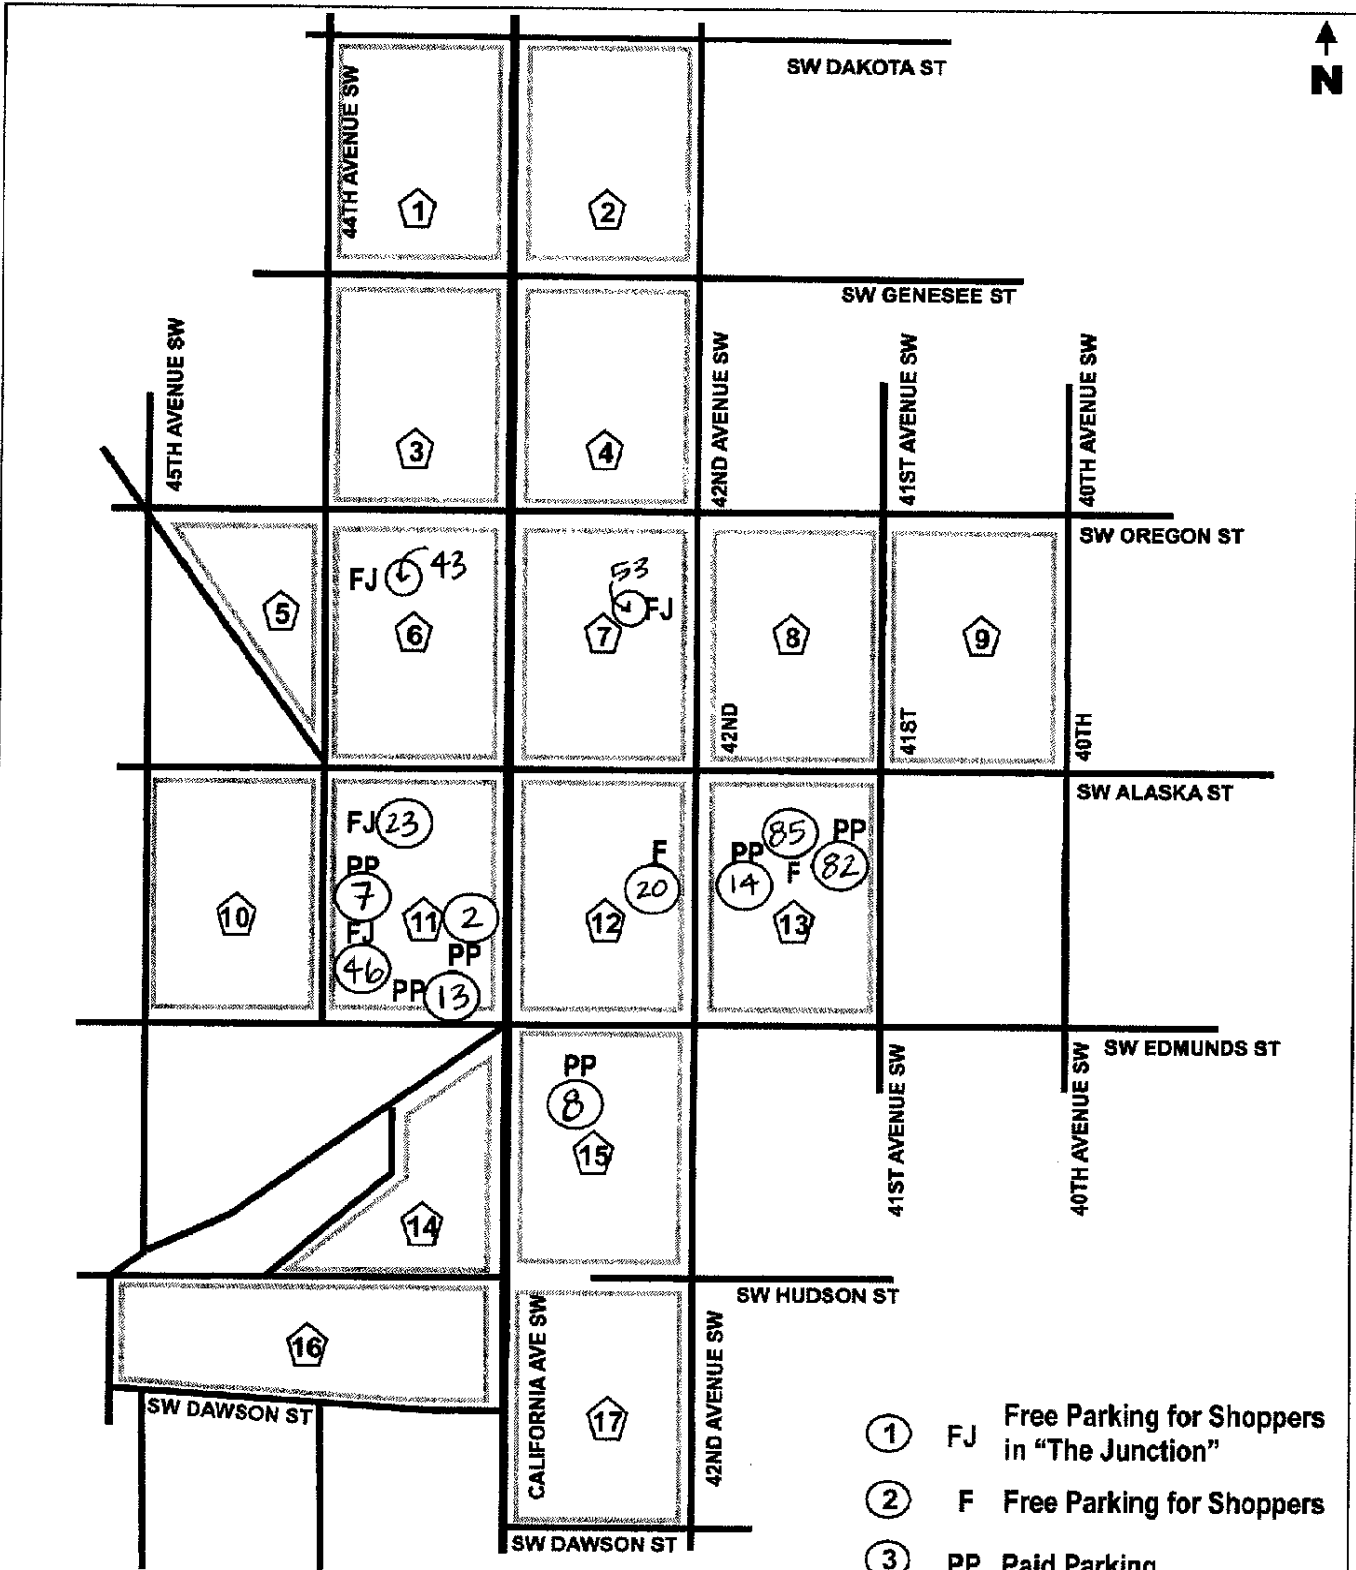 N
SW DAKOTA ST
44TH AVENUE SW
1
2
SW GENESEE ST
45TH AVENUE SW
3
4
42ND AVENUE SW
41ST AVENUE SW
40TH AVENUE SW
SW OREGON ST
5
FJ 43
6
53
FJ
7
8
9
42ND
41ST
40TH
SW ALASKA ST
10
FJ 23
PP
7
FJ
46
11
2
PP
PP 13
F
20
12
PP
14
85
F
PP
82
13
SW EDMUNDS ST
PP
8
15
14
41ST AVENUE SW
40TH AVENUE SW
SW HUDSON ST
16
SW DAWSON ST
CALIFORNIA AVE SW
17
42ND AVENUE SW
SW DAWSON ST
1 FJ Free Parking for Shoppers
in “The Junction”
2 F Free Parking for Shoppers
3 PP Paid Parking